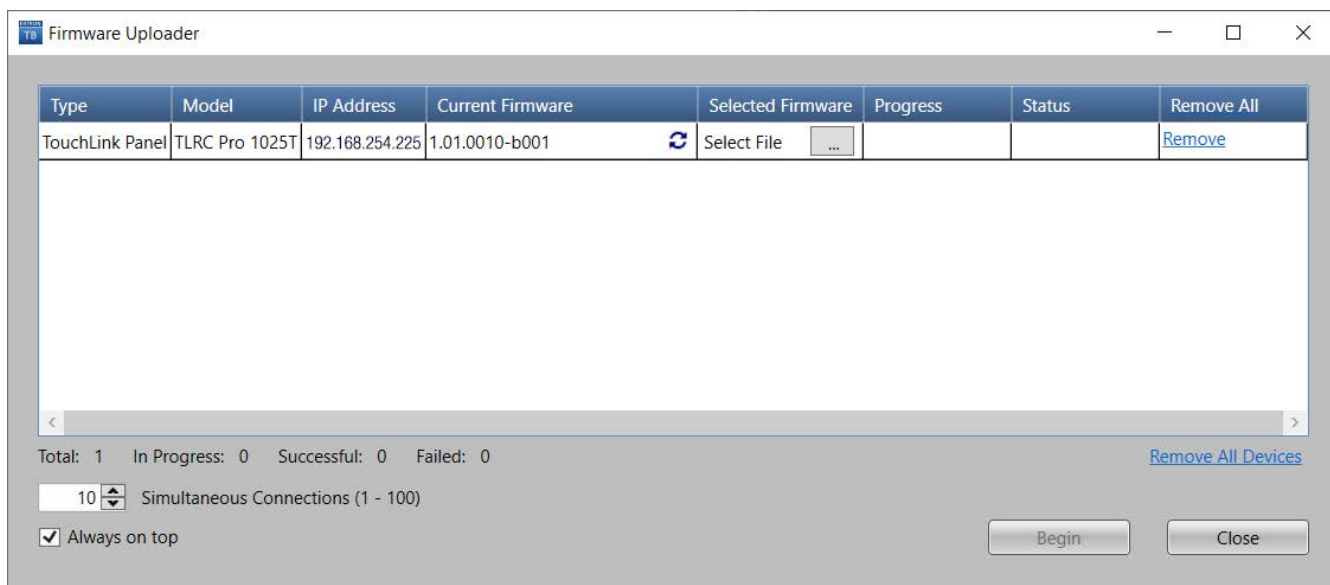 EXTRON
TB
Firmware Uploader
Type Model IP Address Current Firmware Selected Firmware Progress Status Remove All
TouchLink Panel TLRC Pro 1025T 192.168.254.225 1.01.0010-b001 Select File ... Remove
Total: 1 In Progress: 0 Successful: 0 Failed: 0 Remove All Devices
10 Simultaneous Connections (1 - 100)
Always on top Begin Close